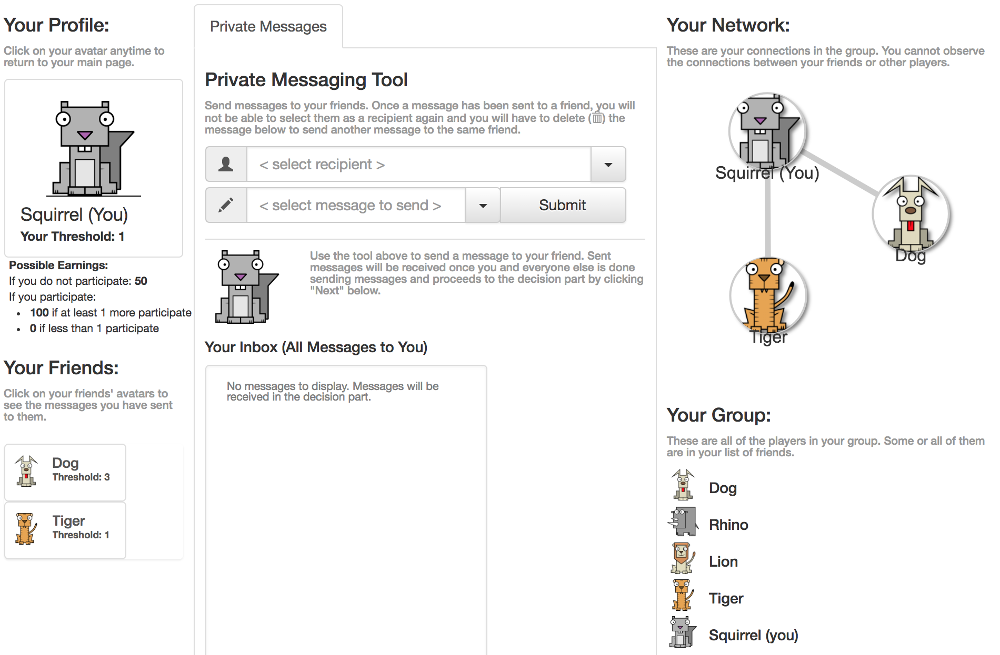 Your Profile:
Click on your avatar anytime to
return to your main page.
Squirrel (You)
Your Threshold: 1
Possible Earnings:
If you do not participate: 50
If you participate:
• 100 if at least 1 more participate
• 0 if less than 1 participate
Your Friends:
Click on your friends' avatars to
see the messages you have sent
to them.
Dog
Threshold: 3
Tiger
Threshold: 1
Private Messages
Private Messaging Tool
Send messages to your friends. Once a message has been sent to a friend, you will
not be able to select them as a recipient again and you will have to delete () the
message below to send another message to the same friend.
< select recipient >
< select message to send >
Submit
Use the tool above to send a message to your friend. Sent
messages will be received once you and everyone else is done
sending messages and proceeds to the decision part by clicking
"Next" below.
Your Inbox (All Messages to You)
No messages to display. Messages will be
received in the decision part.
Your Network:
These are your connections in the group. You cannot observe
the connections between your friends or other players.
Squirrel (You)
Dog
Tiger
Your Group:
These are all of the players in your group. Some or all of them
are in your list of friends.
Dog
Rhino
Lion
Tiger
Squirrel (you)